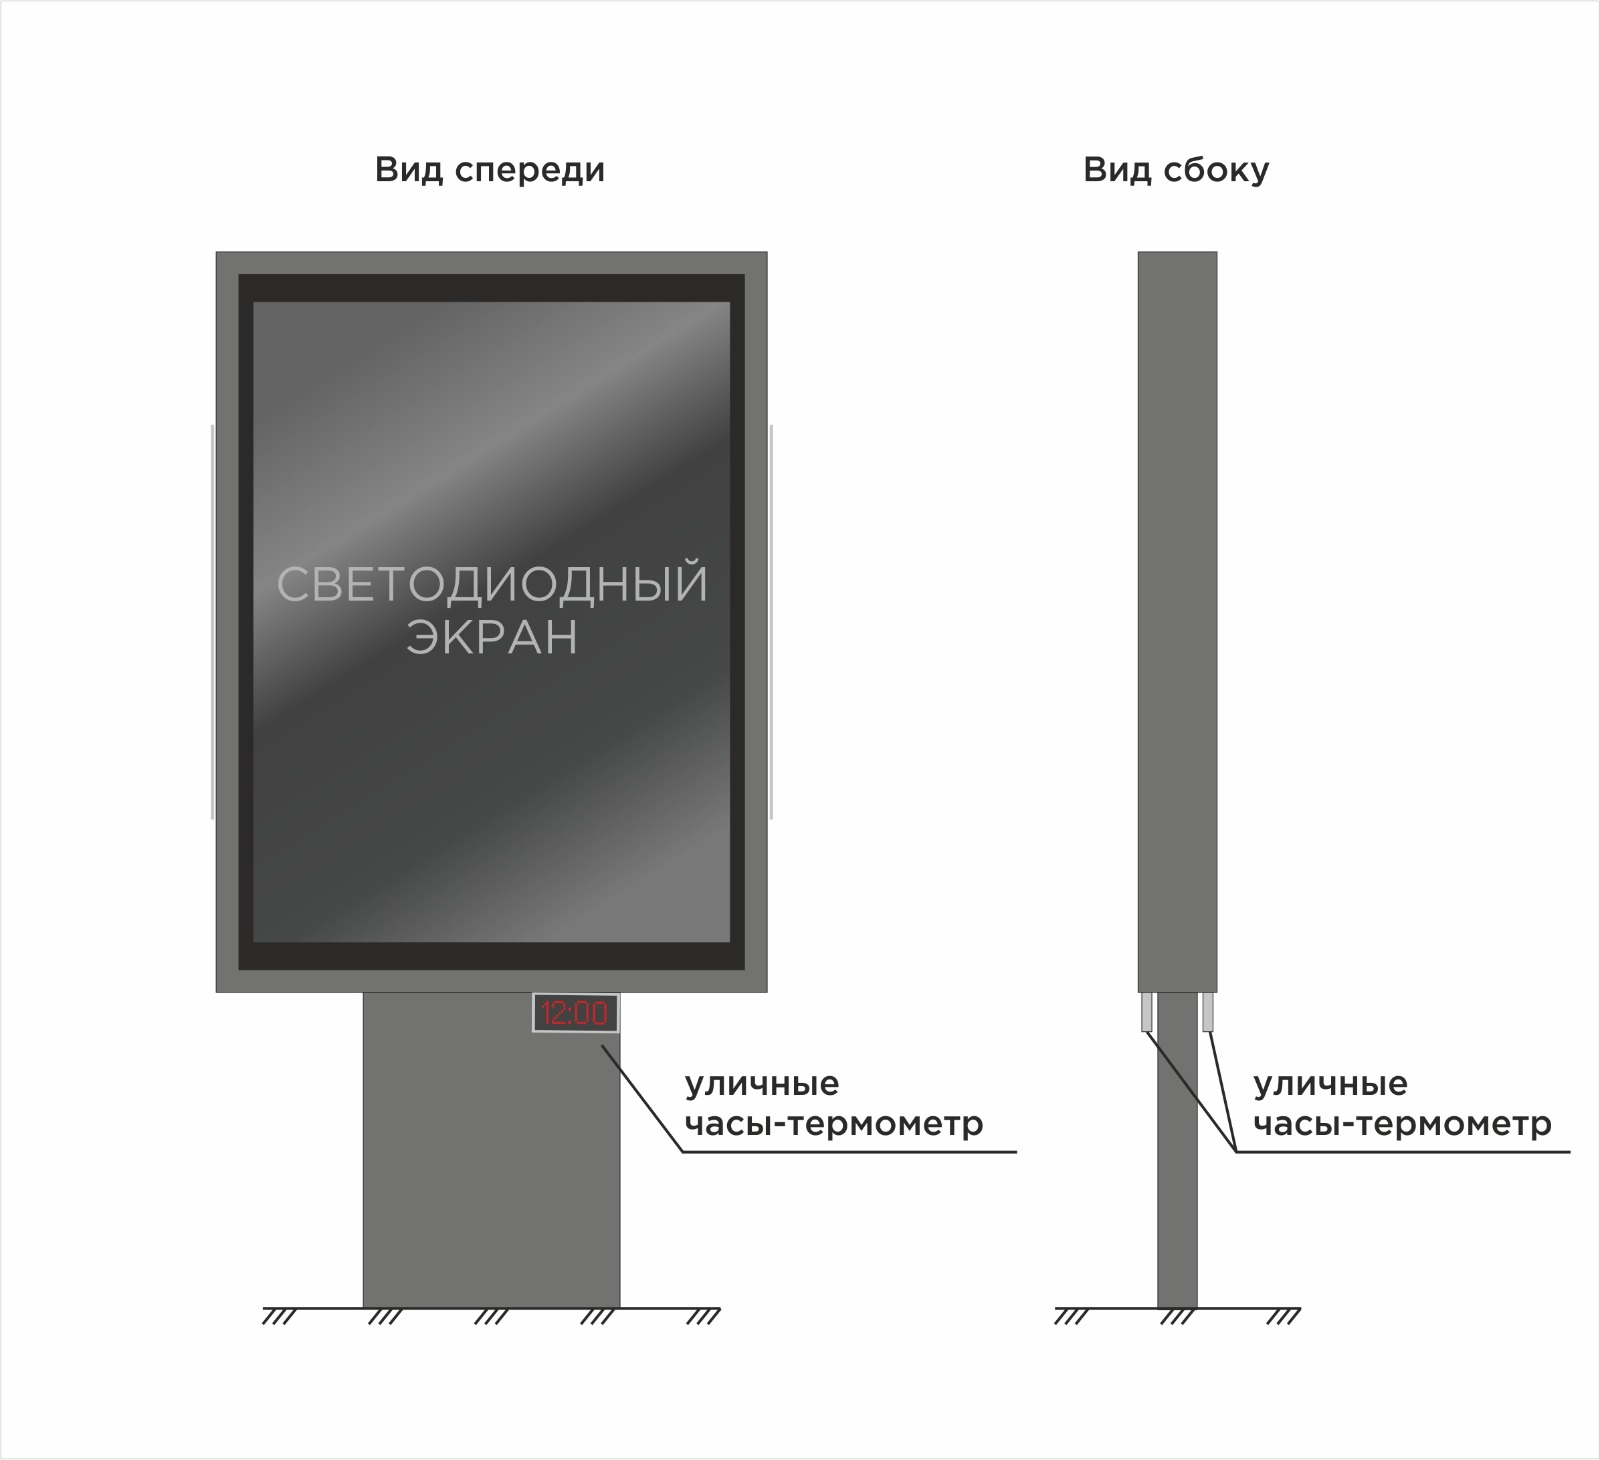 Вид спереди
Вид сбоку
СВЕТОДИОДНЫЙ
ЭКРАН
12:00
уличные
часы-термометр
уличные
часы-термометр